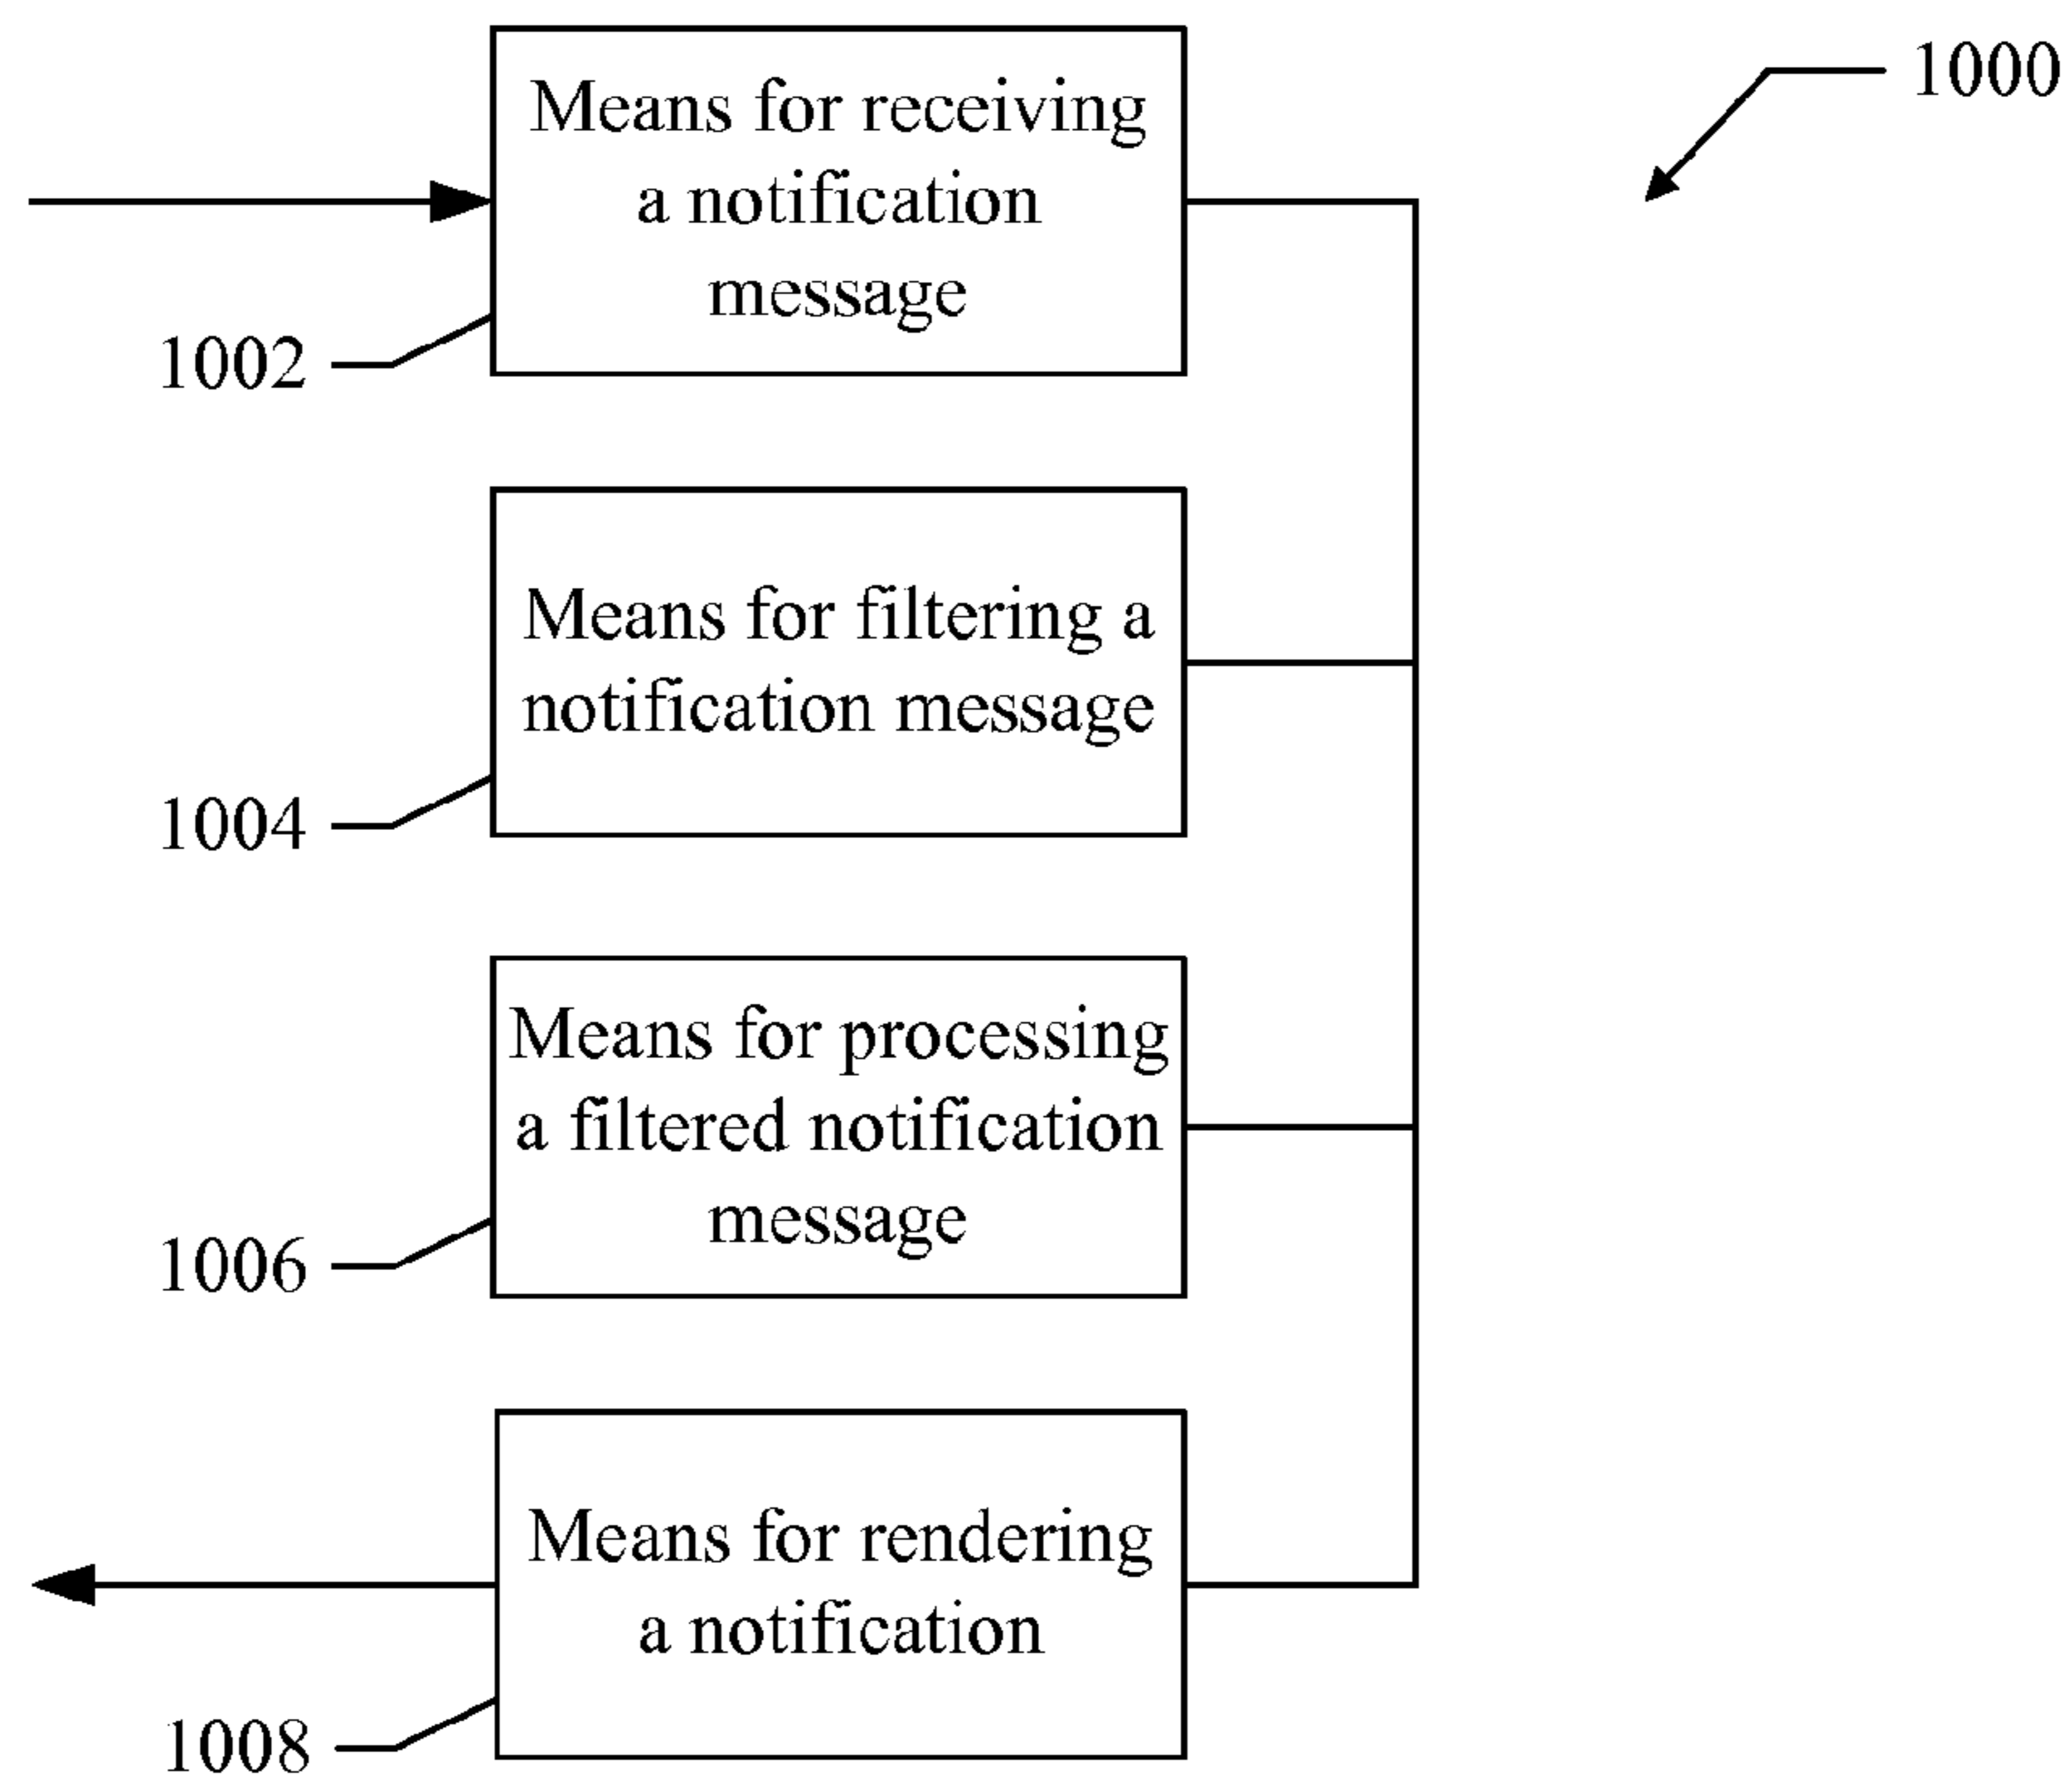 1000
Means for receiving
a notification
message
1002
Means for filtering a
notification message
1004
Means for processing
a filtered notification
message
1006
Means for rendering
a notification
1008